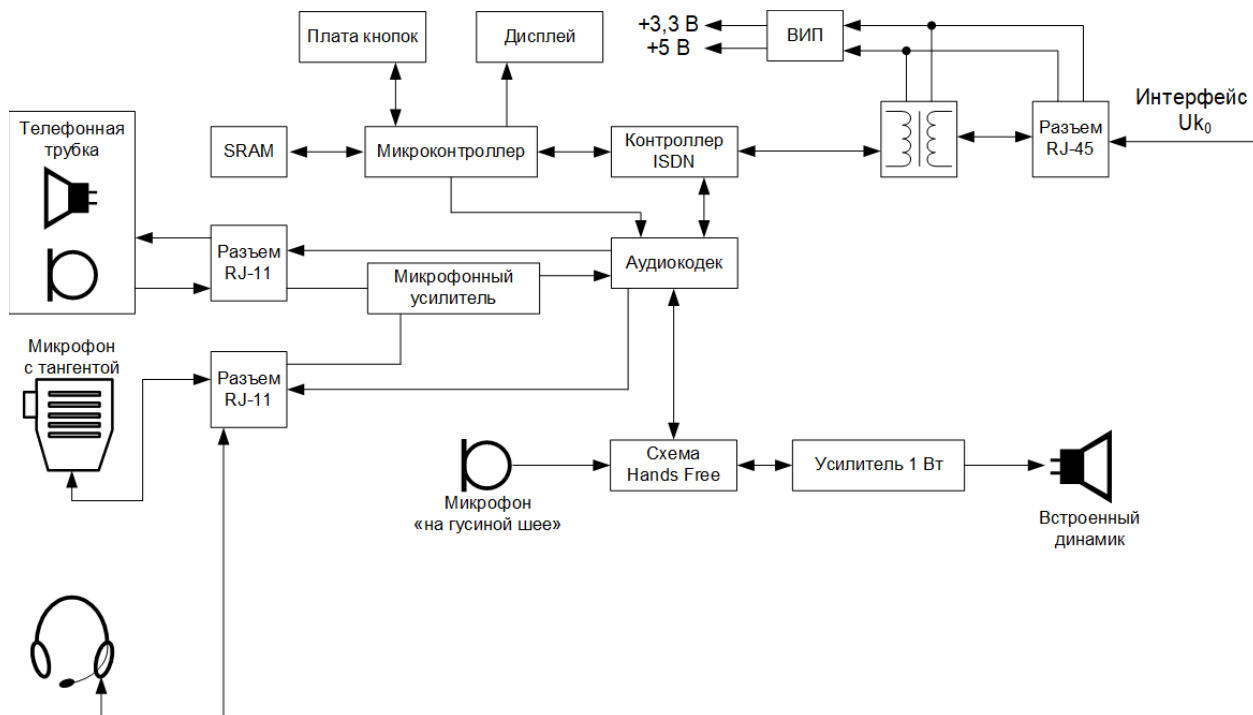 Плата кнопок
Дисплей
+3,3 В
+5 В
ВИП
Интерфейс
Uk0
Телефонная
трубка
SRAM
Микроконтроллер
Контроллер
ISDN
Разъем
RJ-45
Разъем
RJ-11
Микрофонный
усилитель
Аудиокодек
Микрофон
с тангентой
Разъем
RJ-11
Схема
Hands Free
Усилитель 1 Вт
Микрофон
«на гусиной шее»
Встроенный
динамик